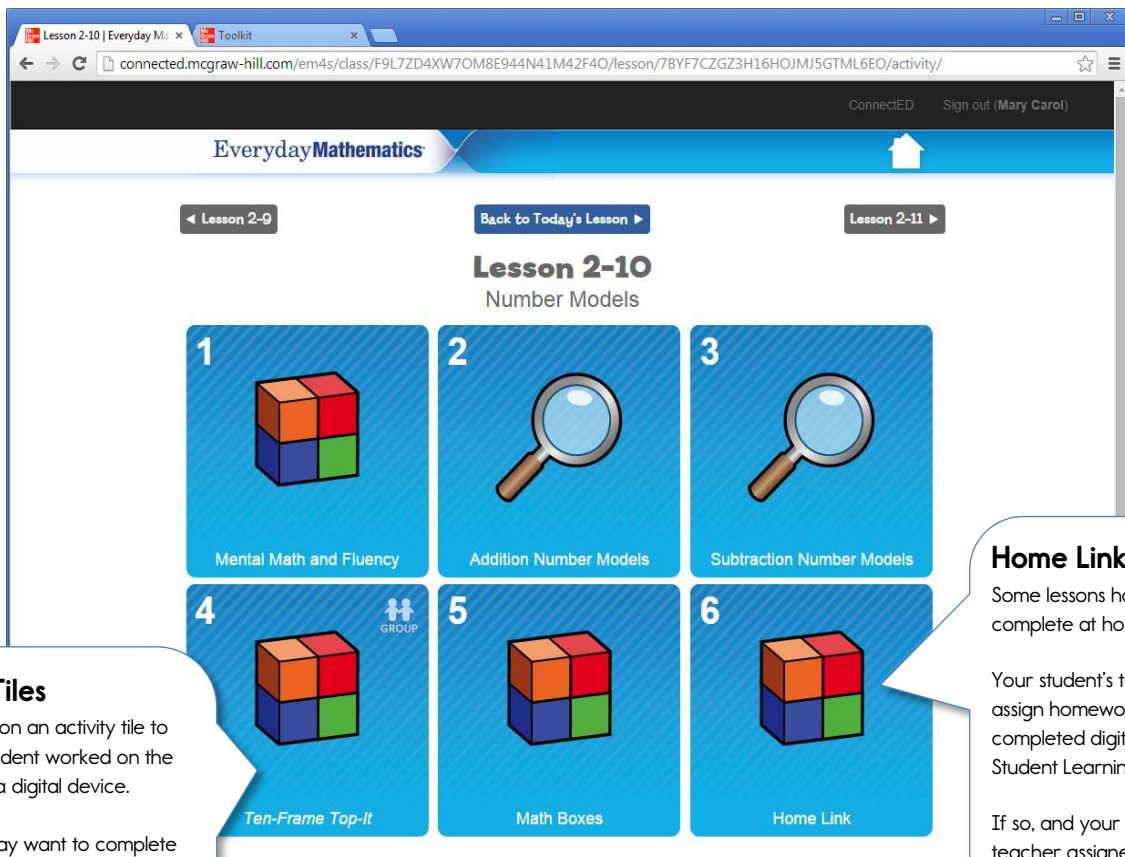 Lesson 2-10 | Everyday Ma
Toolkit
connected.mcgraw-hill.com/em4s/class/F9L7ZD4XW7OM8E944N41M42F4O/lesson/7BYF7CZGZ3H16HOJMJ5GTML6EO/activity/
ConnectED Sign out (Mary Carol)
EverydayMathematics
◄ Lesson 2-9
Back to Today's Lesson ►
Lesson 2-11 ►
Lesson 2-10
Number Models
1
Mental Math and Fluency
2
Addition Number Models
3
Subtraction Number Models
4
GROUP
Ten-Frame Top-It
5
Math Boxes
6
Home Link
Tiles
on an activity tile to
dent worked on the
a digital device.
ay want to complete
Home Link
Some lessons ha
complete at ho
Your student's t
assign homewo
completed digit
Student Learnin
If so, and your
teacher assigne